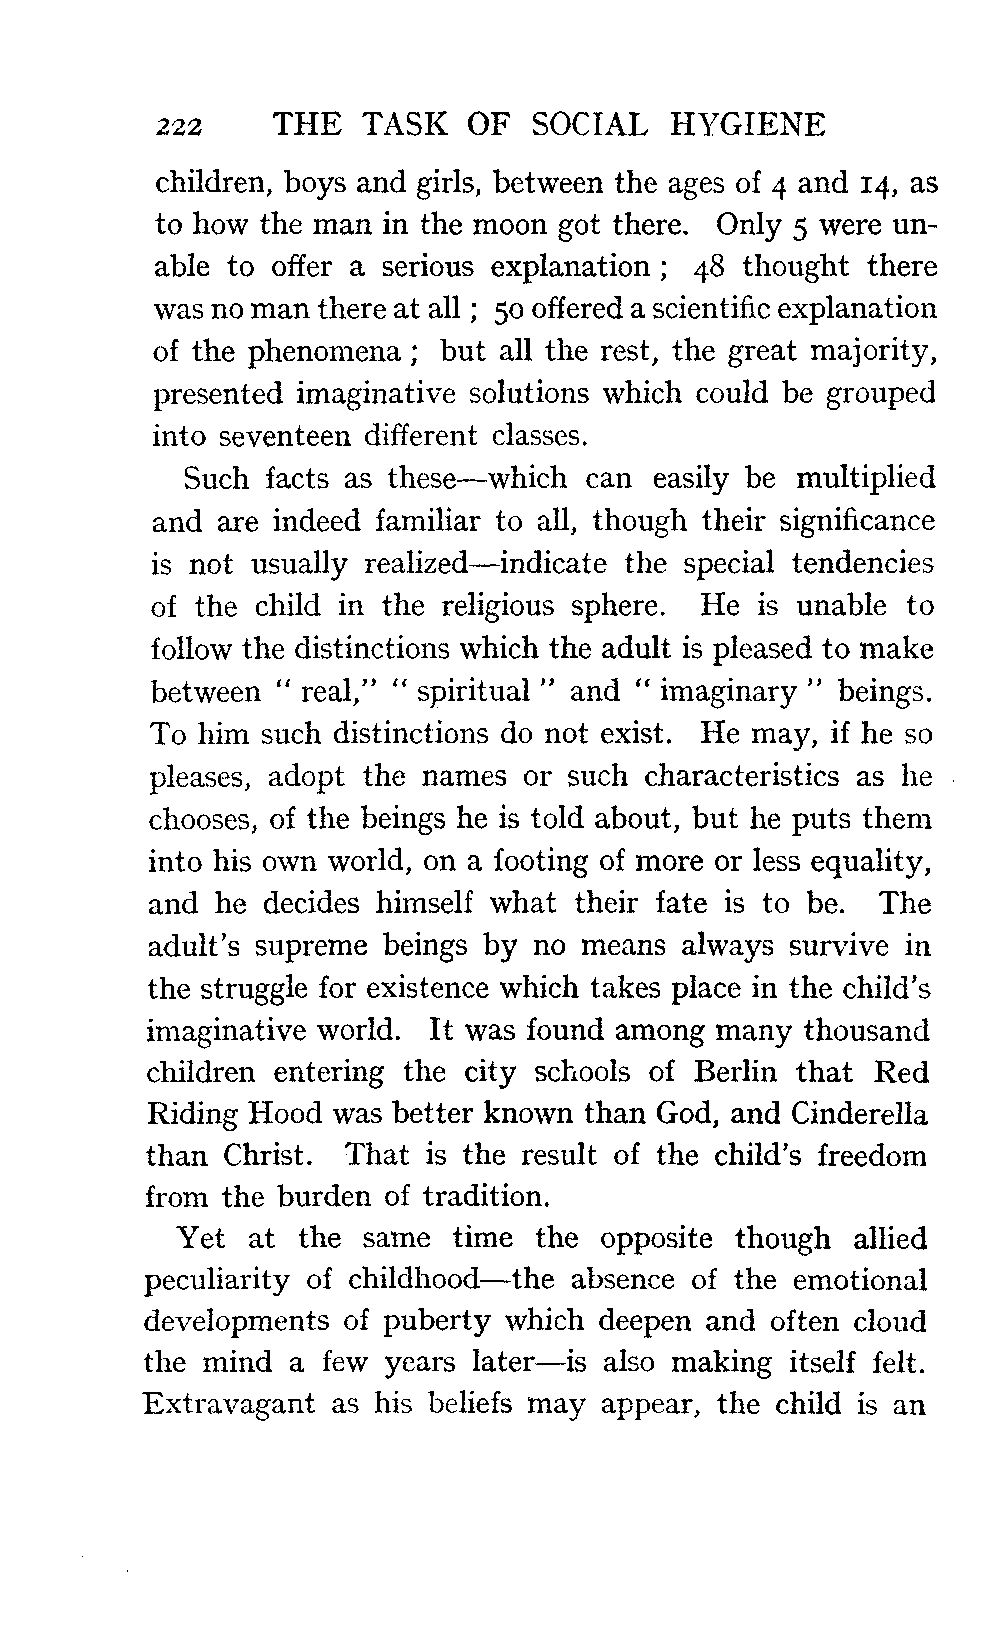 222 THE TASK OF SOCIAL HYGIENE
children, boys and girls, between the ages of 4 and 14, as
to how the man in the moon got there. Only 5 were un-
able to offer a serious explanation ; 48 thought there
was no man there at all ; 50 offered a scientific explanation
of the phenomena ; but all the rest, the great majority,
presented imaginative solutions which could be grouped
into seventeen different classes.
Such facts as these—which can easily be multiplied
and are indeed familiar to all, though their significance
is not usually realized—indicate the special tendencies
of the child in the religious sphere. He is unable to
follow the distinctions which the adult is pleased to make
between " real," " spiritual " and " imaginary " beings.
To him such distinctions do not exist. He may, if he so
pleases, adopt the names or such characteristics as he
chooses, of the beings he is told about, but he puts them
into his own world, on a footing of more or less equality,
and he decides himself what their fate is to be. The
adult's supreme beings by no means always survive in
the struggle for existence which takes place in the child's
imaginative world. It was found among many thousand
children entering the city schools of Berlin that Red
Riding Hood was better known than God, and Cinderella
than Christ. That is the result of the child's freedom
from the burden of tradition.
Yet at the same time the opposite though allied
peculiarity of childhood—the absence of the emotional
developments of puberty which deepen and often cloud
the mind a few years later—is also making itself felt.
Extravagant as his beliefs may appear, the child is an